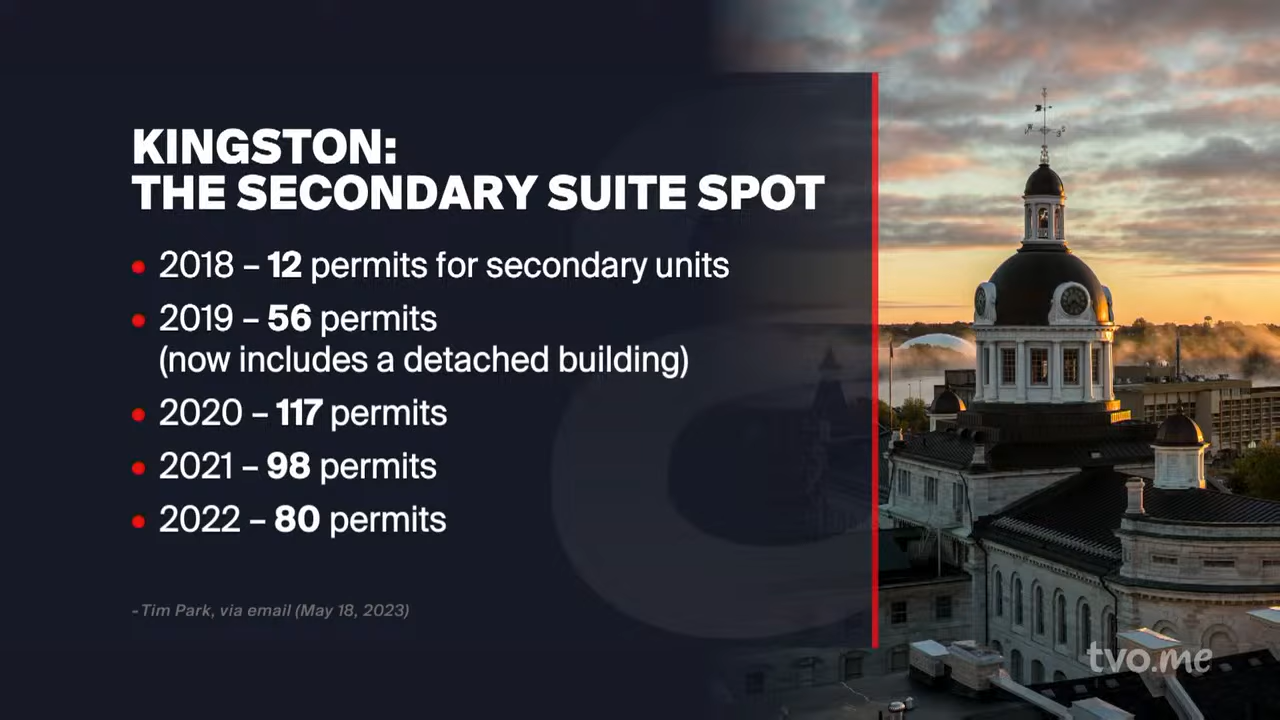 KINGSTON:
THE SECONDARY SUITE SPOT
• 2018 – 12 permits for secondary units
• 2019 – 56 permits
(now includes a detached building)
• 2020 – 117 permits
• 2021 – 98 permits
• 2022 – 80 permits
- Tim Park, via email (May 18, 2023)
tvo.me